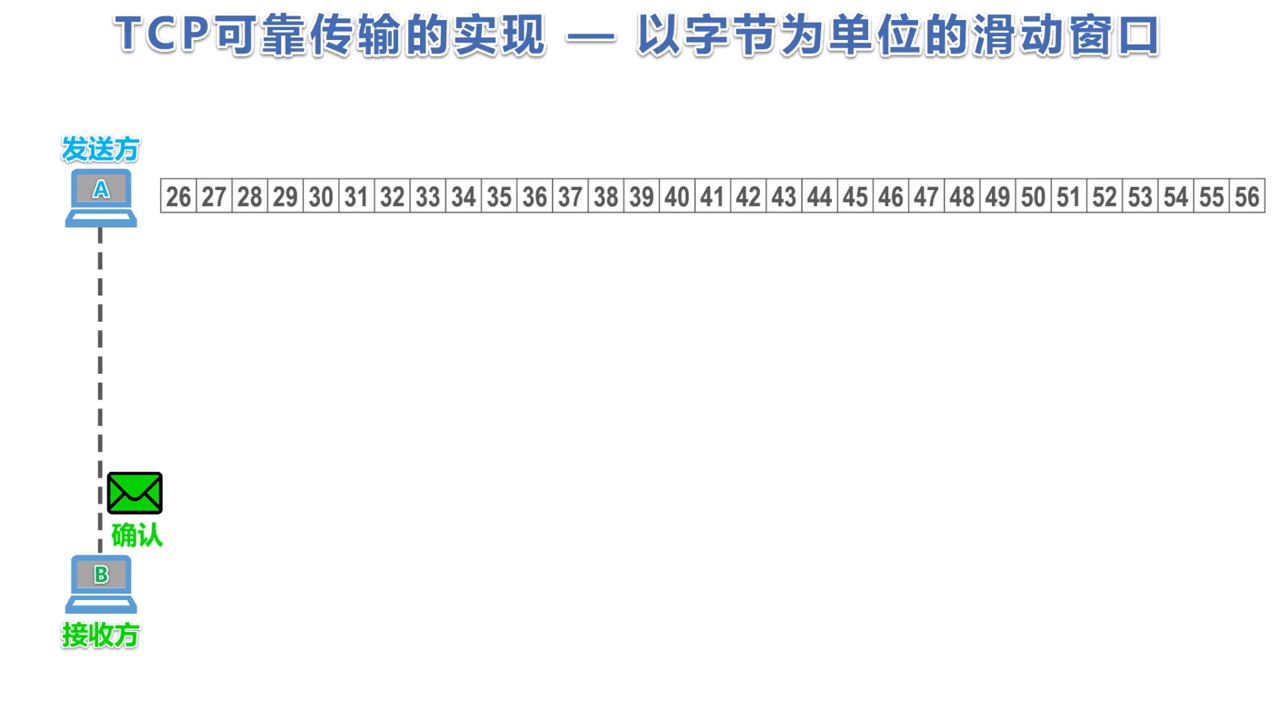 TCP可靠传输的实现 — 以字节为单位的滑动窗口
发送方
A
26 27 28 29 30 31 32 33 34 35 36 37 38 39 40 41 42 43 44 45 46 47 48 49 50 51 52 53 54 55 56
确认
B
接收方